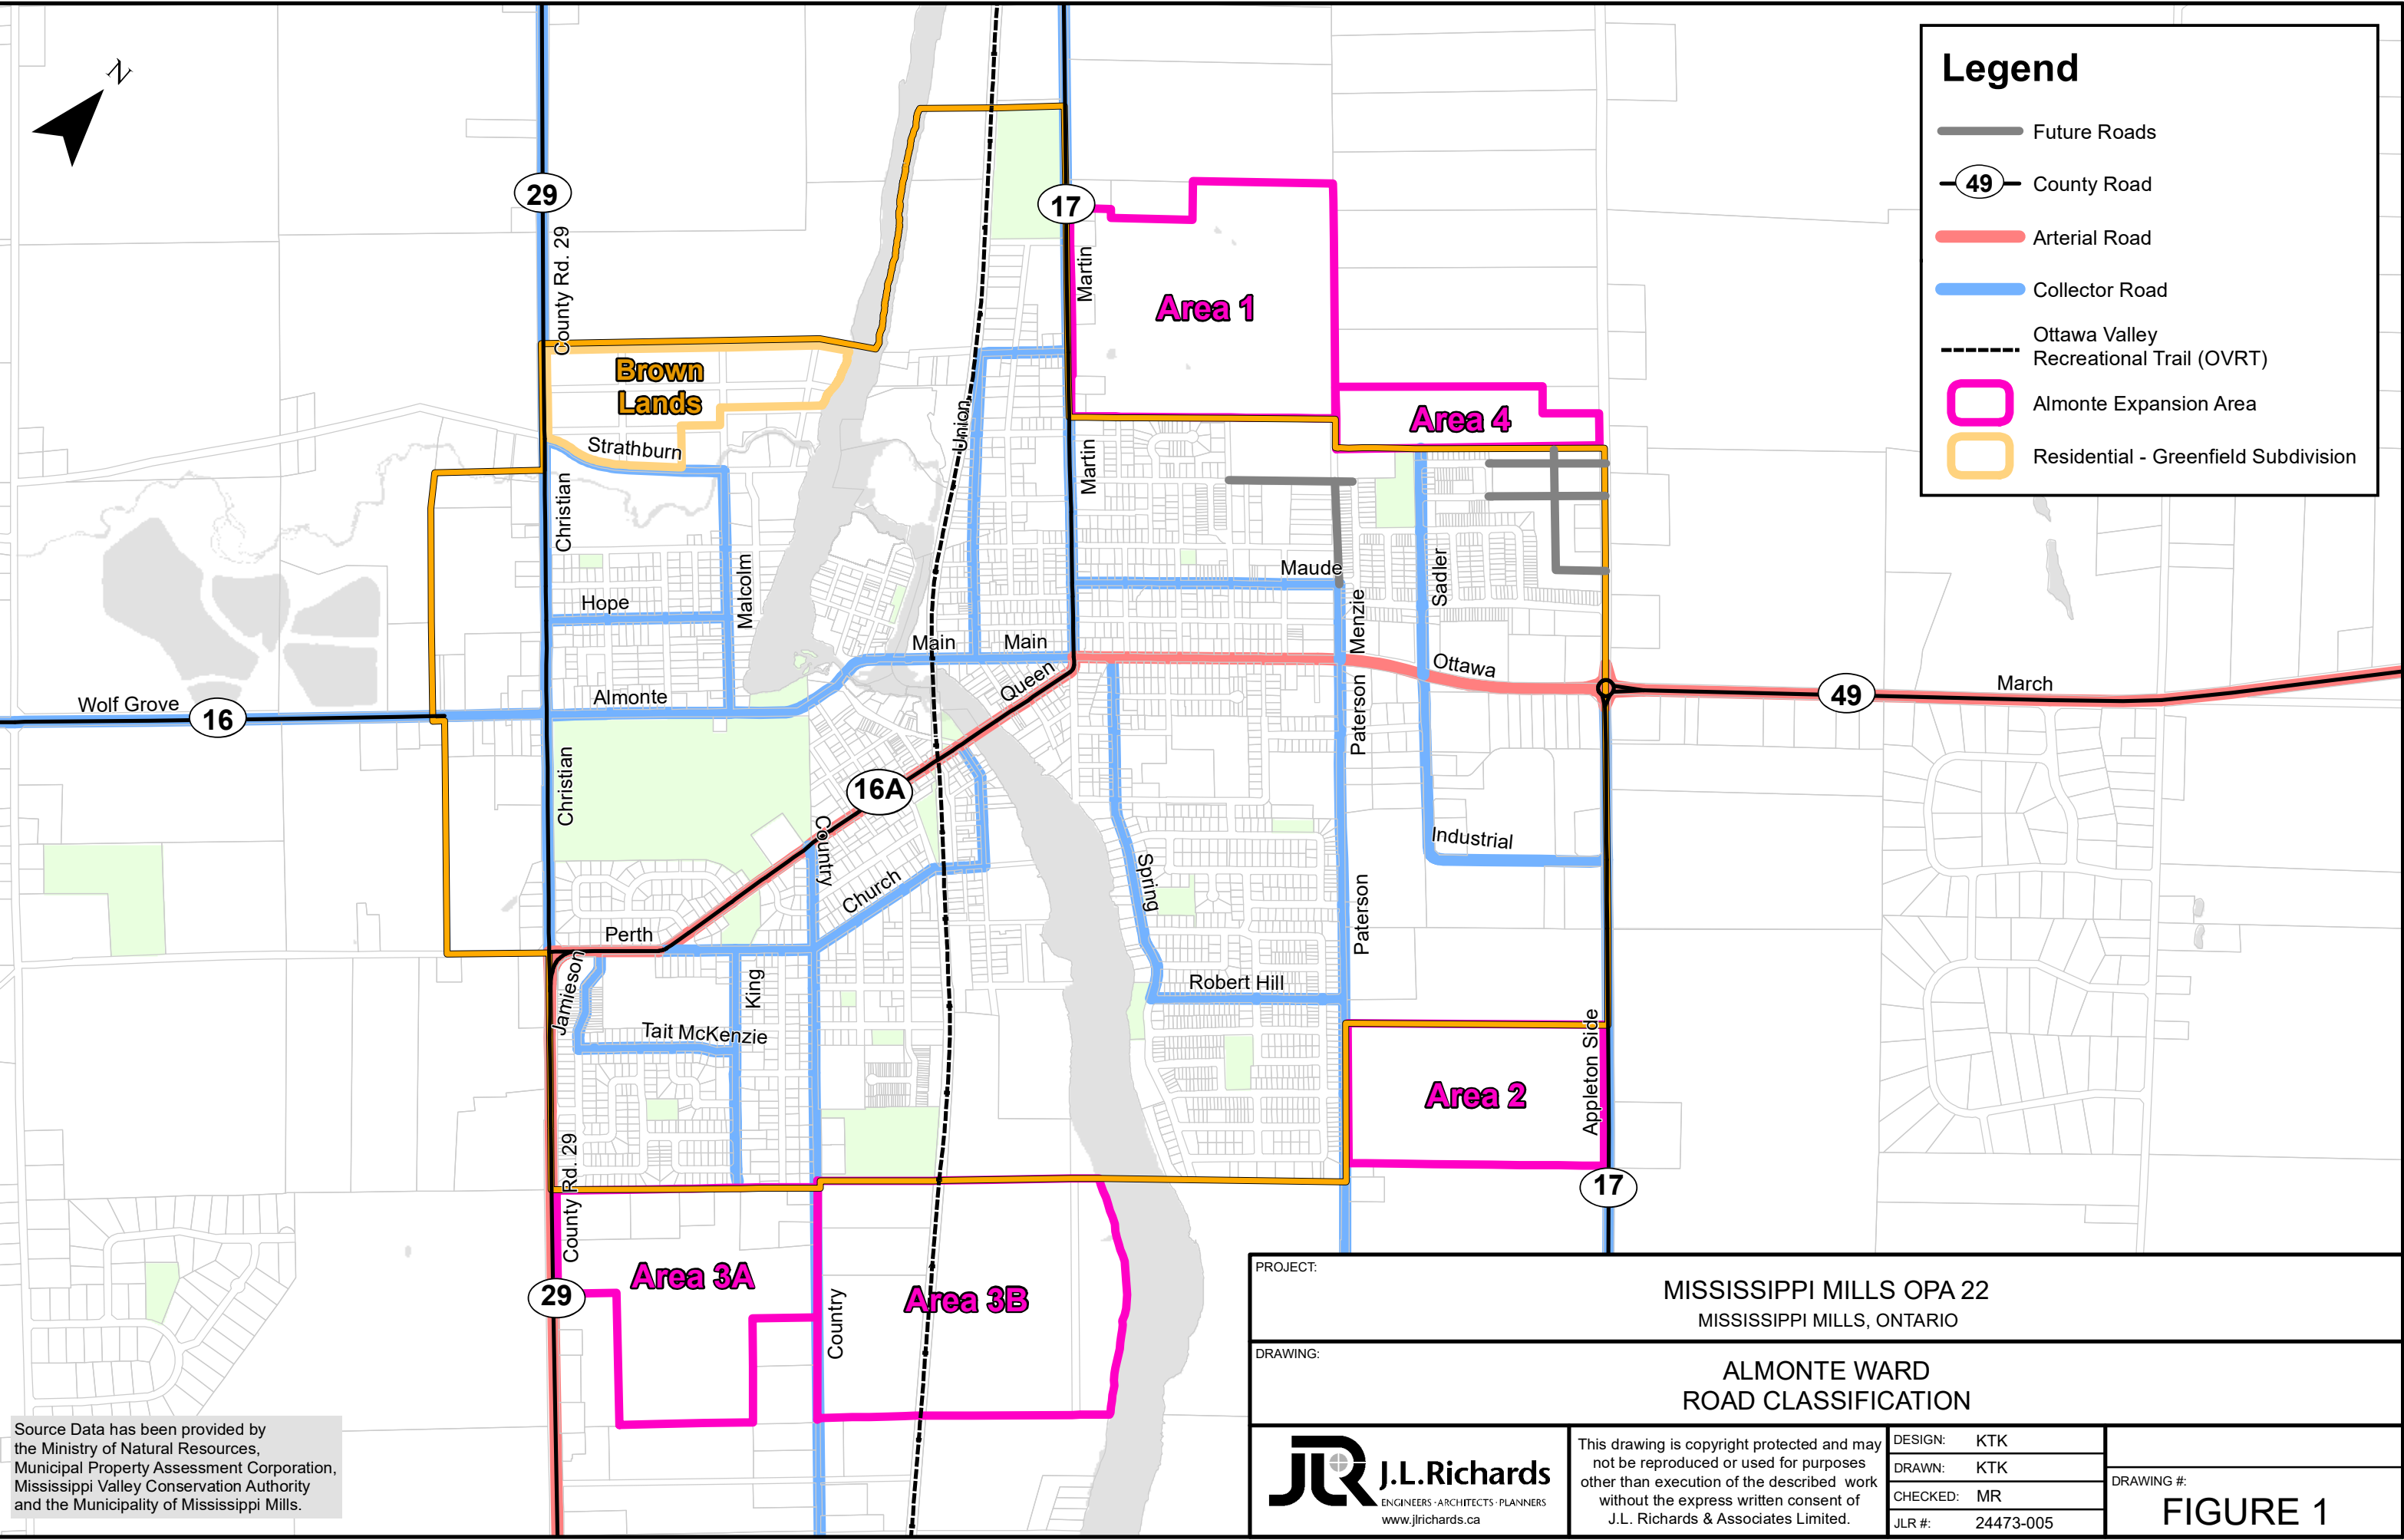 N
29
County Rd. 29
17
Martin
Area 1
Brown
Lands
Strathburn
Union
Area 4
Martin
Christian
Malcolm
Hope
Maude
Sadler
Menzie
Main
Main
Queen
Ottawa
Almonte
Wolf Grove
16
49
March
Paterson
Christian
16A
Country
Church
Industrial
Spring
Paterson
Perth
Jamieson
King
Tait McKenzie
Robert Hill
Appleton Side
Area 2
County Rd. 29
17
County Rd. 29
29
Area 3A
Area 3B
Country
Legend
Future Roads
49
County Road
Arterial Road
Collector Road
Ottawa Valley
Recreational Trail (OVRT)
Almonte Expansion Area
Residential - Greenfield Subdivision
Source Data has been provided by
the Ministry of Natural Resources,
Municipal Property Assessment Corporation,
Mississippi Valley Conservation Authority
and the Municipality of Mississippi Mills.
PROJECT:
MISSISSIPPI MILLS OPA 22
MISSISSIPPI MILLS, ONTARIO
DRAWING:
ALMONTE WARD
ROAD CLASSIFICATION
JLR
J.L.Richards
ENGINEERS · ARCHITECTS · PLANNERS
www.jlrichards.ca
This drawing is copyright protected and may
not be reproduced or used for purposes
other than execution of the described work
without the express written consent of
J.L. Richards & Associates Limited.
DESIGN: KTK
DRAWN: KTK
CHECKED: MR
JLR #: 24473-005
DRAWING #:
FIGURE 1